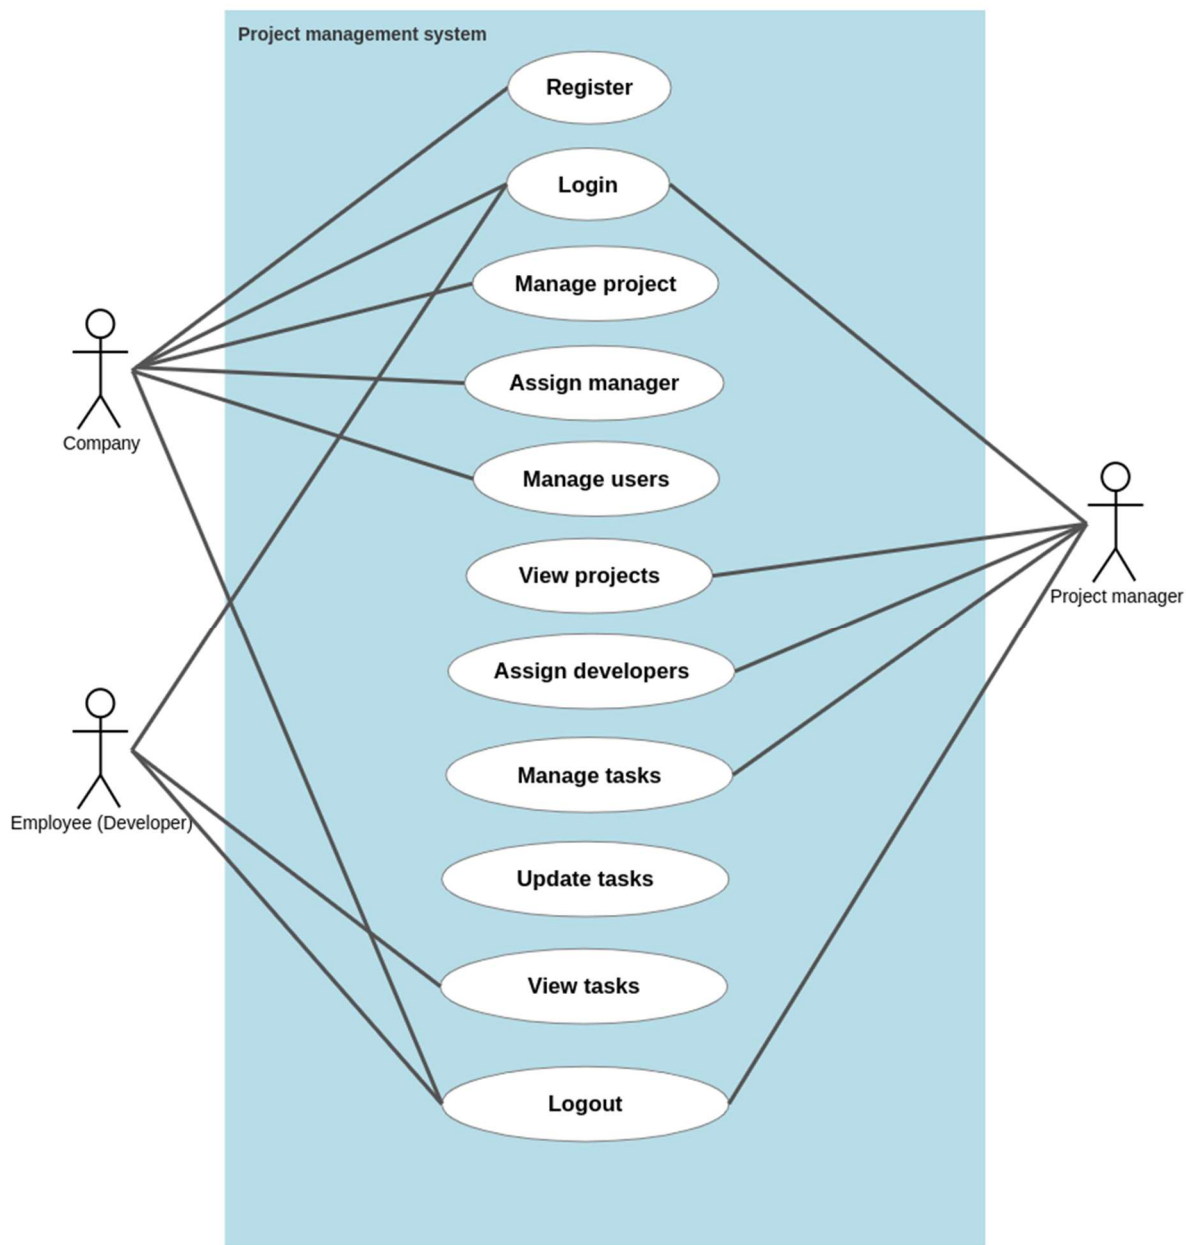 Project management system
Register
Login
Manage project
Assign manager
Company
Manage users
View projects
Project manager
Assign developers
Manage tasks
Employee (Developer)
Update tasks
View tasks
Logout